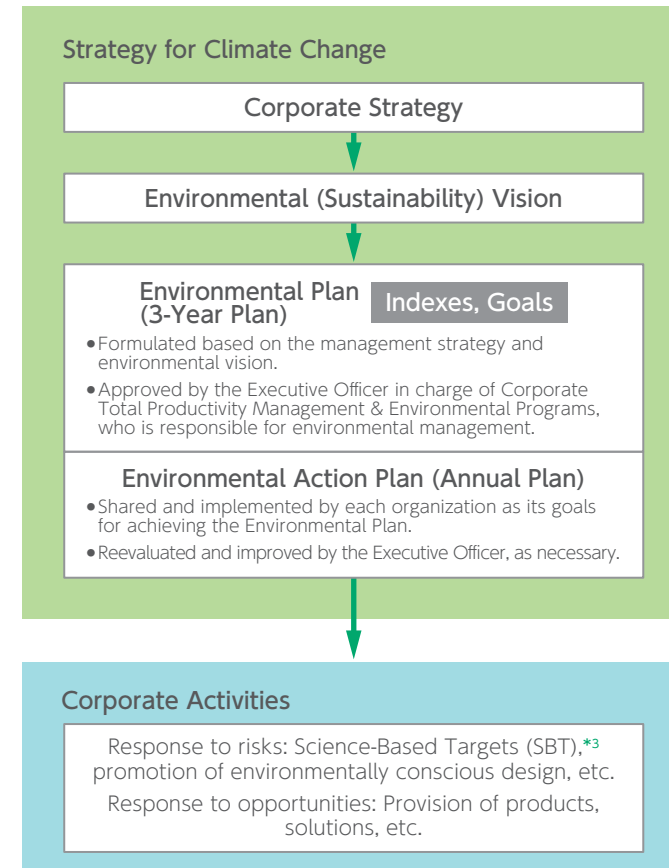 Strategy for Climate Change
Corporate Strategy
Environmental (Sustainability) Vision
Environmental Plan
(3-Year Plan)
Indexes, Goals
●Formulated based on the management strategy and
environmental vision.
●Approved by the Executive Officer in charge of Corporate
Total Productivity Management & Environmental Programs,
who is responsible for environmental management.
Environmental Action Plan (Annual Plan)
●Shared and implemented by each organization as its goals
for achieving the Environmental Plan.
●Reevaluated and improved by the Executive Officer, as necessary.
Corporate Activities
Response to risks: Science-Based Targets (SBT),*3
promotion of environmentally conscious design, etc.
Response to opportunities: Provision of products,
solutions, etc.